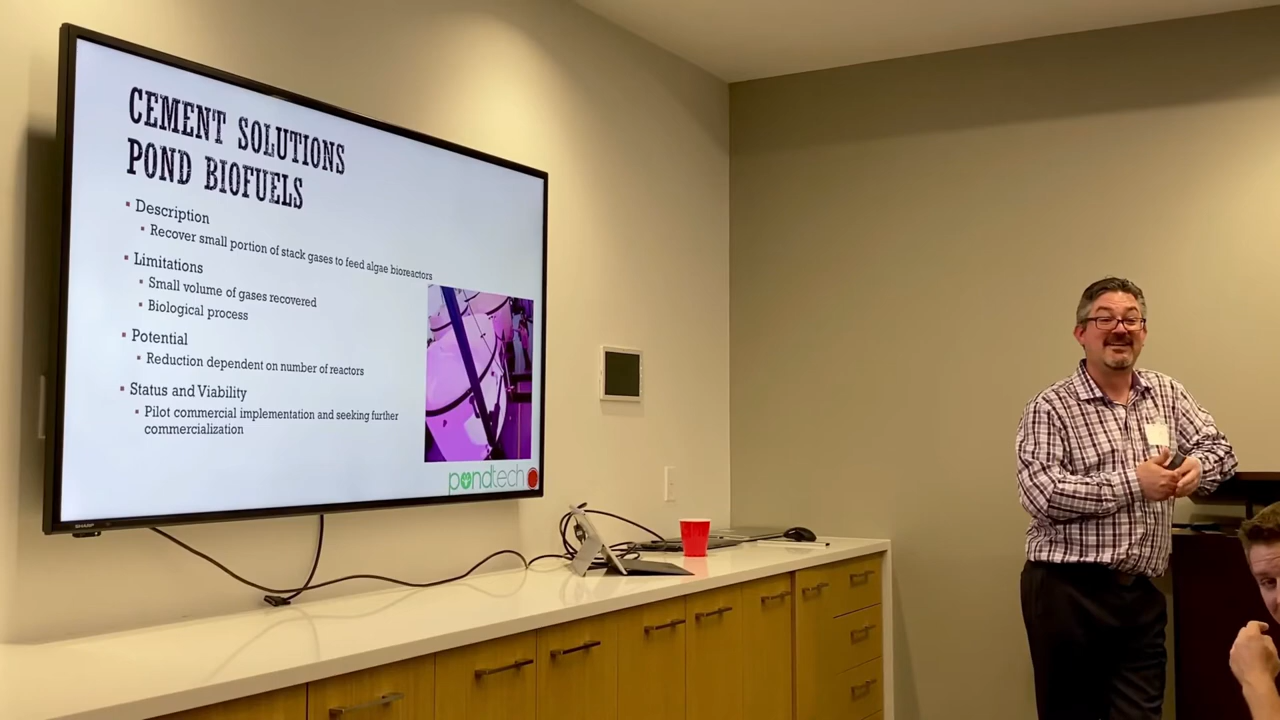 CEMENT SOLUTIONS
POND BIOFUELS
▪ Description
▪ Recover small portion of stack gases to feed algae bioreactors
▪ Limitations
▪ Small volume of gases recovered
▪ Biological process
▪ Potential
▪ Reduction dependent on number of reactors
▪ Status and Viability
▪ Pilot commercial implementation and seeking further
commercialization
pondtech
SHARP